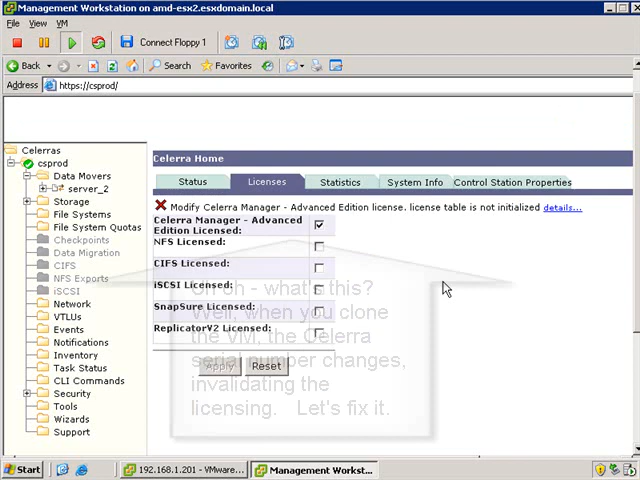 Management Workstation on amd-esx2.esxdomain.local
File View VM
Connect Floppy 1
Back Search Favorites
Address https://csprod/
Celerras
csprod
Data Movers
server_2
Storage
File Systems
File System Quotas
Checkpoints
Data Migration
CIFS
NFS Exports
iSCSI
Network
VTLUs
Events
Notifications
Inventory
Task Status
CLI Commands
Security
Tools
Wizards
Support
Celerra Home
Status Licenses Statistics System Info Control Station Properties
Modify Celerra Manager - Advanced Edition license. license table is not initialized details...
Celerra Manager - Advanced
Edition Licensed:
NFS Licensed:
CIFS Licensed:
iSCSI Licensed:
SnapSure Licensed:
ReplicatorV2 Licensed:
Apply Reset
Uh oh - what's this?
Well, when you clone
the VM, the Celerra
serial number changes,
invalidating the
licensing. Let's fix it.
Start 192.168.1.201 - VMware... Management Workst...